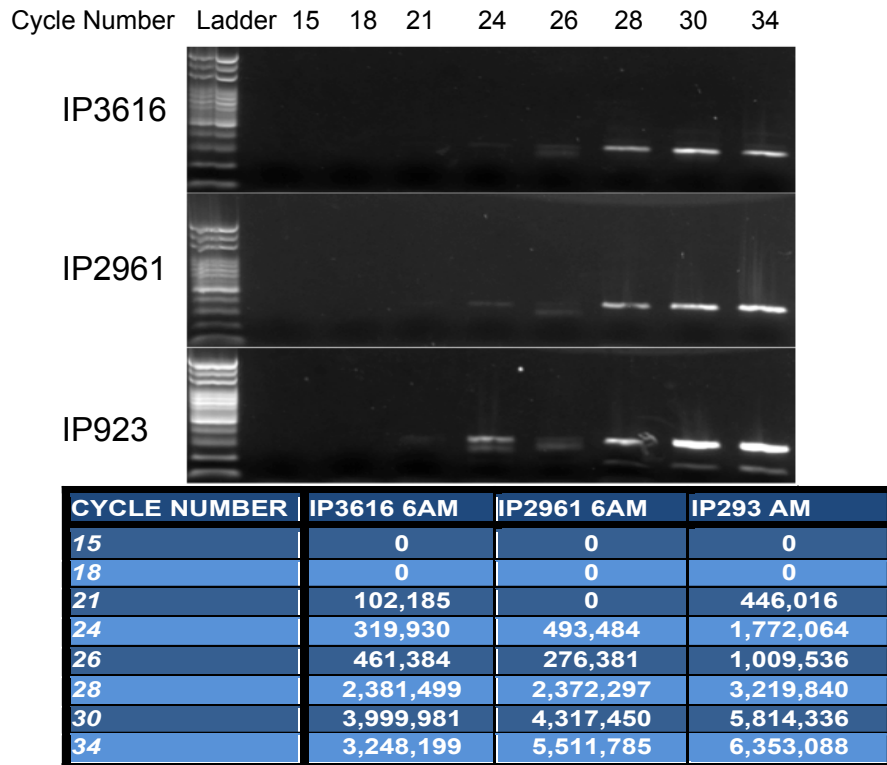 Cycle Number Ladder 15 18 21 24 26 28 30 34
IP3616
IP2961
IP923
CYCLE NUMBER IP3616 6AM IP2961 6AM IP293 AM
15 0 0 0
18 0 0 0
21 102,185 0 446,016
24 319,930 493,484 1,772,064
26 461,384 276,381 1,009,536
28 2,381,499 2,372,297 3,219,840
30 3,999,981 4,317,450 5,814,336
34 3,248,199 5,511,785 6,353,088